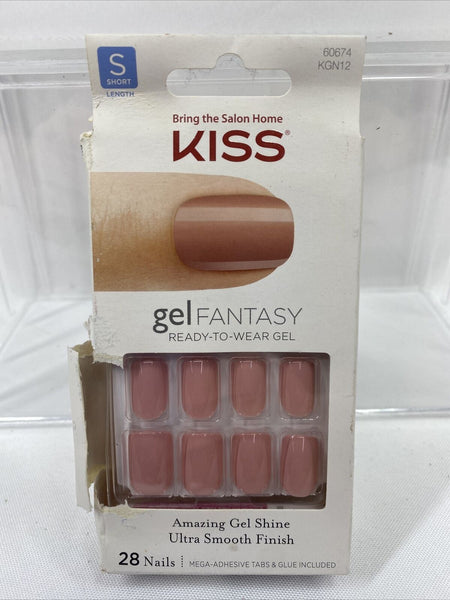 S
SHORT
LENGTH
60674
KGN12
Bring the Salon Home
KISS®
gel FANTASY
READY-TO-WEAR GEL
Amazing Gel Shine
Ultra Smooth Finish
28 Nails MEGA-ADHESIVE TABS & GLUE INCLUDED